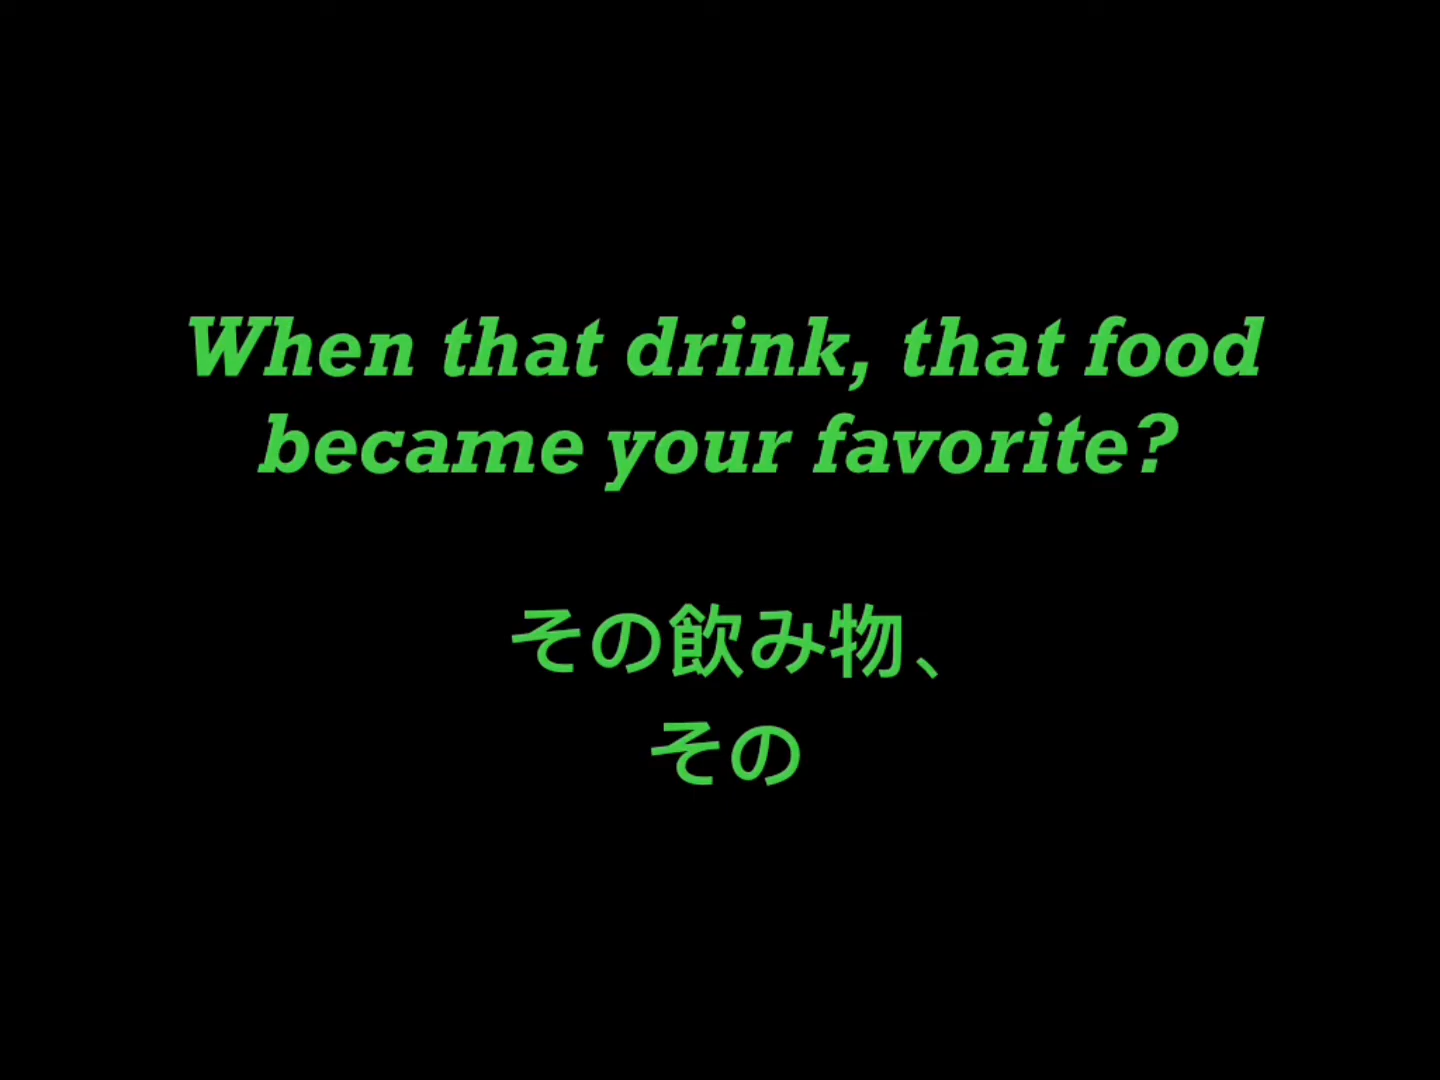 When that drink, that food
became your favorite?
その飲み物、
その